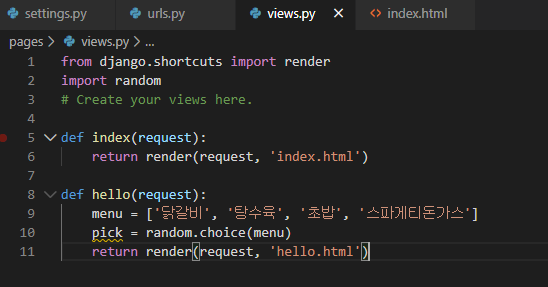 settings.py urls.py views.py × <> index.html
pages > views.py > ...
1 from django.shortcuts import render
2 import random
3 # Create your views here.
4
5 def index(request):
6     return render(request, 'index.html')
7
8 def hello(request):
9     menu = ['닭갈비', '탕수육', '초밥', '스파게티돈가스']
10     pick = random.choice(menu)
11     return render(request, 'hello.html')